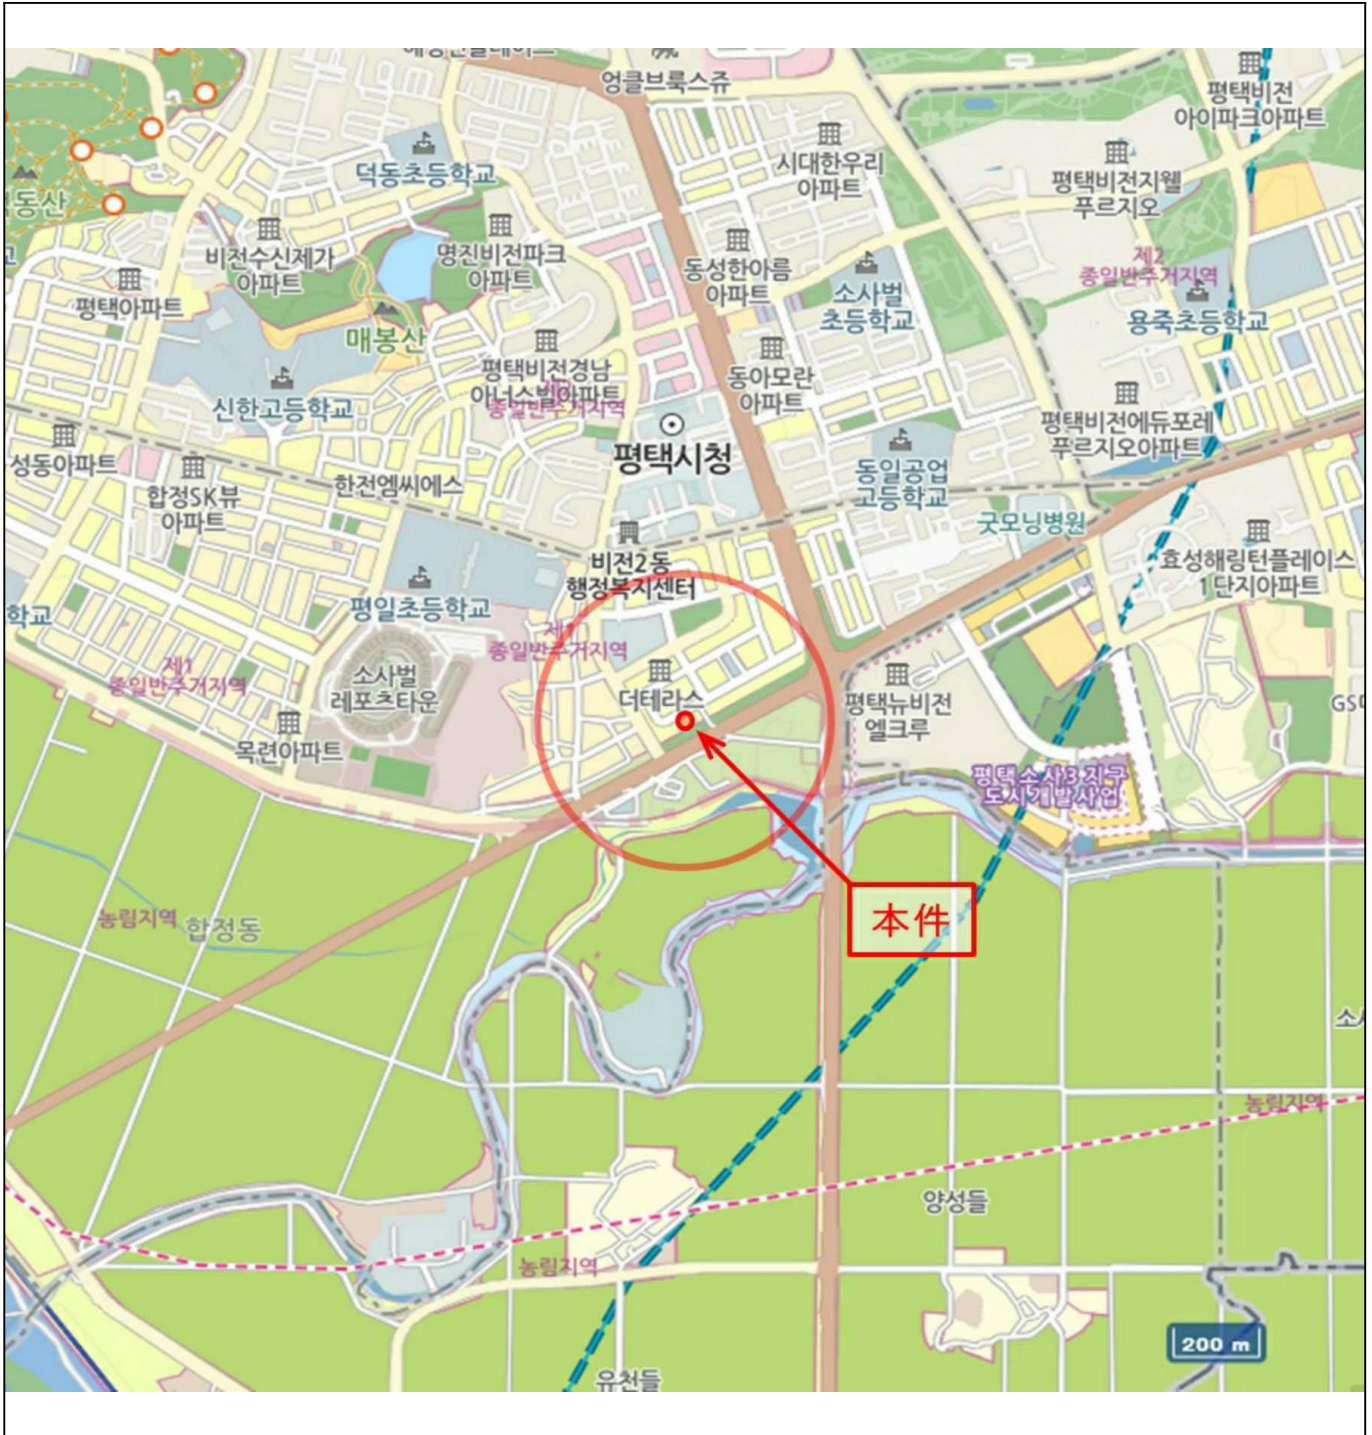 엉클브룩스쥬
평택비전
아이파크아파트
시대한우리
아파트
덕동초등학교
평택비전지웰
푸르지오
동산
비전수신제가
아파트
명진비전파크
아파트
동성한아름
아파트
제2
종일반주거지역
소사벌
초등학교
용죽초등학교
평택아파트
매봉산
평택비전경남
아너스빌아파트
종일반주거지역
동아모란
아파트
신한고등학교
평택비전에듀포레
푸르지오아파트
평택시청
성동아파트
합정SK뷰
아파트
한전엠씨에스
동일공업
고등학교
굿모닝병원
비전2동
행정복지센터
효성해링턴플레이스
1단지아파트
학교
평일초등학교
제1
종일반주거지역
제1
종일반주거지역
소사벌
레포츠타운
더테라스
평택뉴비전
엘크루
목련아파트
평택소사3지구
도시개발사업
농림지역
합정동
本件
농림지역
양성들
농림지역
200 m
유천들